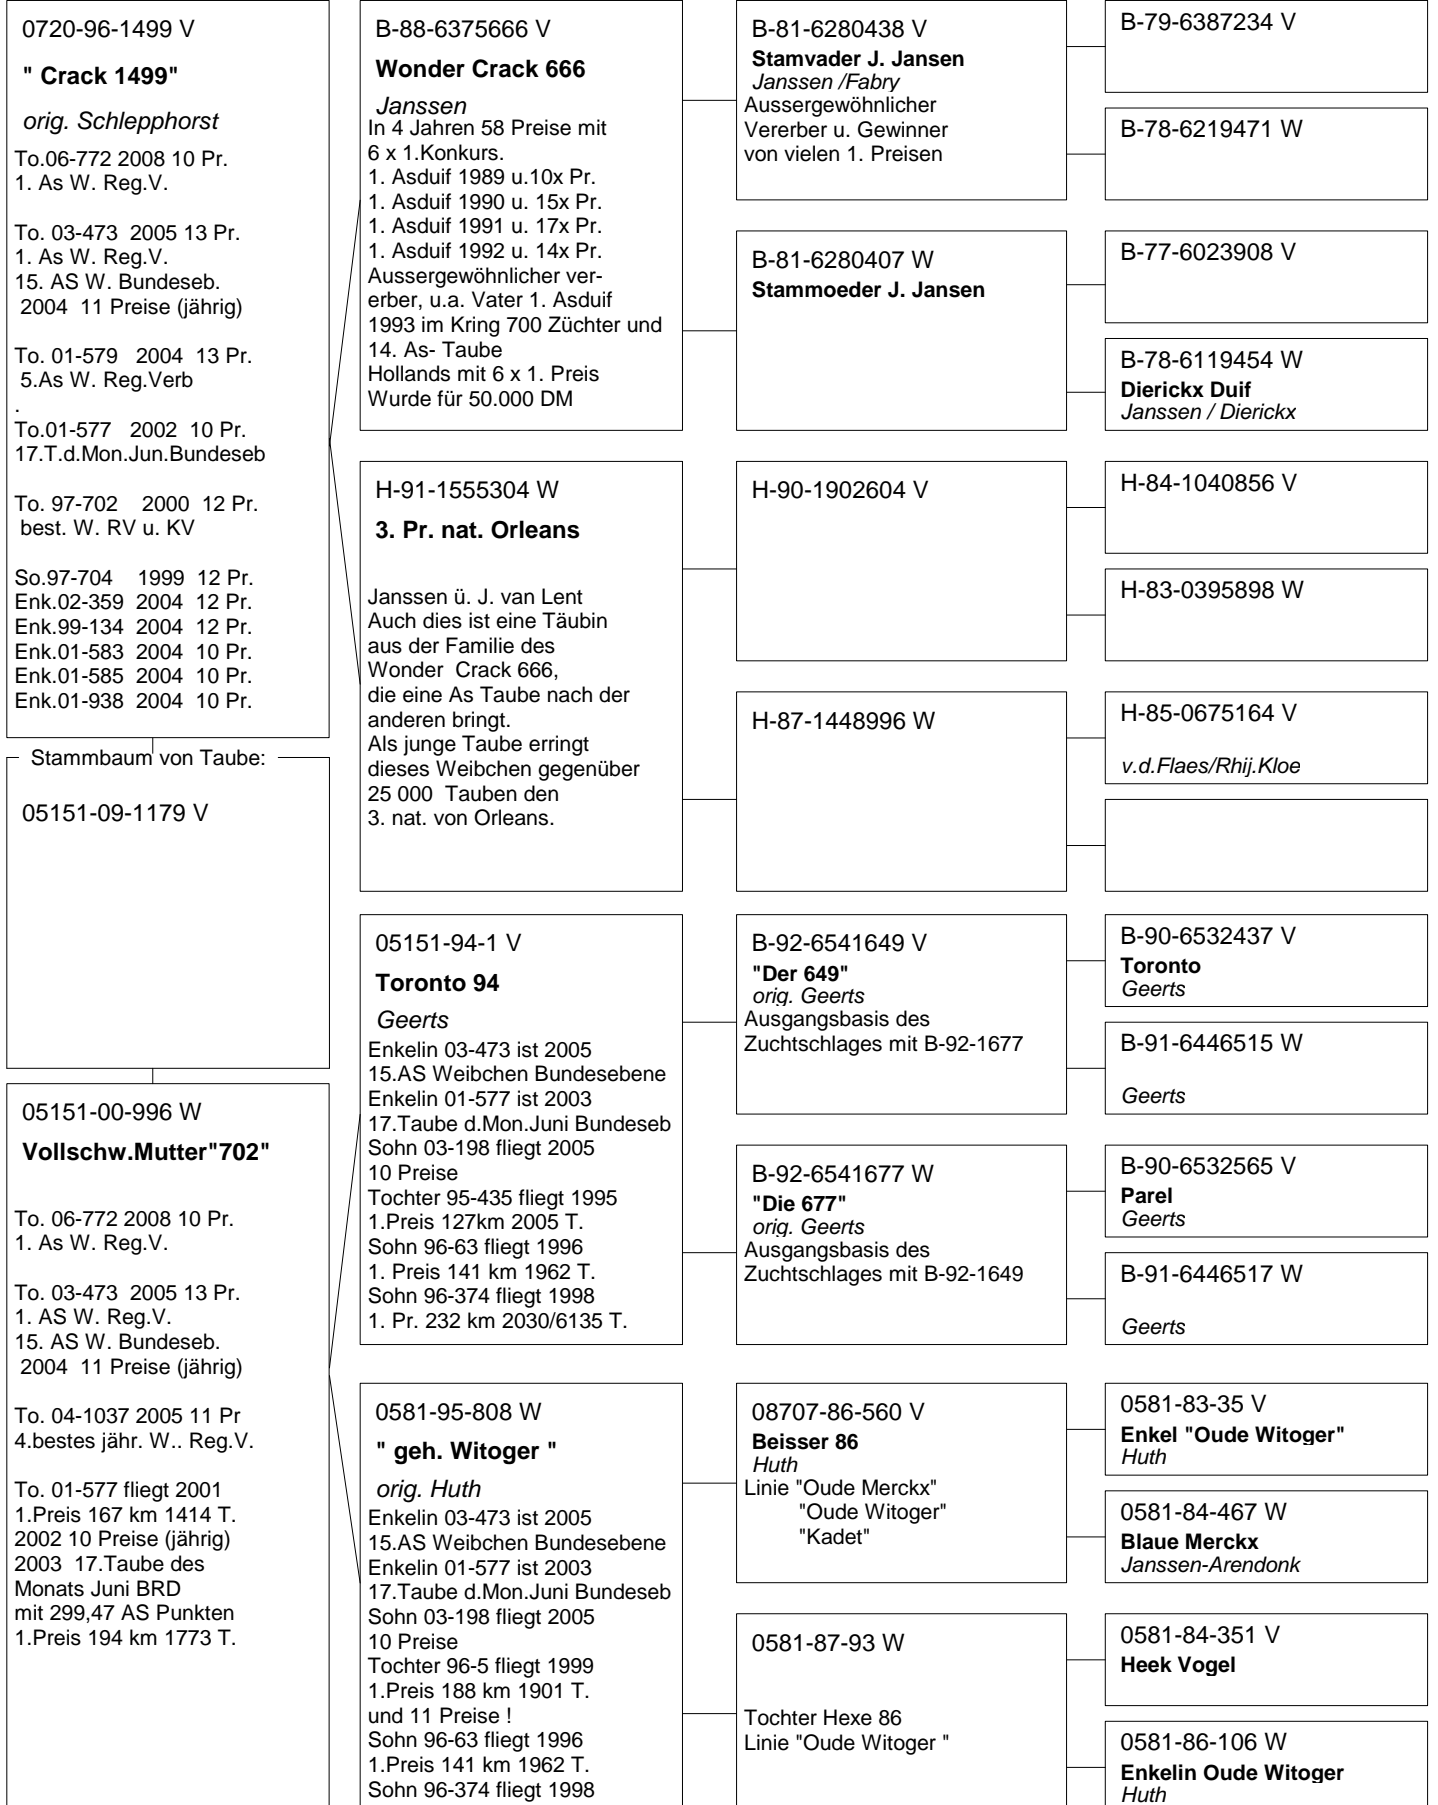 0720-96-1499 V
" Crack 1499"
orig. Schlepphorst
To.06-772 2008 10 Pr.
1. As W. Reg.V.
To. 03-473 2005 13 Pr.
1. As W. Reg.V.
15. AS W. Bundeseb.
2004 11 Preise (jährig)
To. 01-579 2004 13 Pr.
5.As W. Reg.Verb
.
To.01-577 2002 10 Pr.
17.T.d.Mon.Jun.Bundeseb
To. 97-702 2000 12 Pr.
best. W. RV u. KV
So.97-704 1999 12 Pr.
Enk.02-359 2004 12 Pr.
Enk.99-134 2004 12 Pr.
Enk.01-583 2004 10 Pr.
Enk.01-585 2004 10 Pr.
Enk.01-938 2004 10 Pr.
Stammbaum von Taube:
05151-09-1179 V
05151-00-996 W
Vollschw.Mutter"702"
To. 06-772 2008 10 Pr.
1. As W. Reg.V.
To. 03-473 2005 13 Pr.
1. AS W. Reg.V.
15. AS W. Bundeseb.
2004 11 Preise (jährig)
To. 04-1037 2005 11 Pr
4.bestes jähr. W.. Reg.V.
To. 01-577 fliegt 2001
1.Preis 167 km 1414 T.
2002 10 Preise (jährig)
2003 17.Taube des
Monats Juni BRD
mit 299,47 AS Punkten
1.Preis 194 km 1773 T.
B-88-6375666 V
Wonder Crack 666
Janssen
In 4 Jahren 58 Preise mit
6 x 1.Konkurs.
1. Asduif 1989 u.10x Pr.
1. Asduif 1990 u. 15x Pr.
1. Asduif 1991 u. 17x Pr.
1. Asduif 1992 u. 14x Pr.
Aussergewöhnlicher ver-
erber, u.a. Vater 1. Asduif
1993 im Kring 700 Züchter und
14. As- Taube
Hollands mit 6 x 1. Preis
Wurde für 50.000 DM
H-91-1555304 W
3. Pr. nat. Orleans
Janssen ü. J. van Lent
Auch dies ist eine Täubin
aus der Familie des
Wonder Crack 666,
die eine As Taube nach der
anderen bringt.
Als junge Taube erringt
dieses Weibchen gegenüber
25 000 Tauben den
3. nat. von Orleans.
05151-94-1 V
Toronto 94
Geerts
Enkelin 03-473 ist 2005
15.AS Weibchen Bundesebene
Enkelin 01-577 ist 2003
17.Taube d.Mon.Juni Bundeseb
Sohn 03-198 fliegt 2005
10 Preise
Tochter 95-435 fliegt 1995
1.Preis 127km 2005 T.
Sohn 96-63 fliegt 1996
1. Preis 141 km 1962 T.
Sohn 96-374 fliegt 1998
1. Pr. 232 km 2030/6135 T.
0581-95-808 W
" geh. Witoger "
orig. Huth
Enkelin 03-473 ist 2005
15.AS Weibchen Bundesebene
Enkelin 01-577 ist 2003
17.Taube d.Mon.Juni Bundeseb
Sohn 03-198 fliegt 2005
10 Preise
Tochter 96-5 fliegt 1999
1.Preis 188 km 1901 T.
und 11 Preise !
Sohn 96-63 fliegt 1996
1.Preis 141 km 1962 T.
Sohn 96-374 fliegt 1998
B-81-6280438 V
Stamvader J. Jansen
Janssen /Fabry
Aussergewöhnlicher
Vererber u. Gewinner
von vielen 1. Preisen
B-81-6280407 W
Stammoeder J. Jansen
H-90-1902604 V
H-87-1448996 W
B-92-6541649 V
"Der 649"
orig. Geerts
Ausgangsbasis des
Zuchtschlages mit B-92-1677
B-92-6541677 W
"Die 677"
orig. Geerts
Ausgangsbasis des
Zuchtschlages mit B-92-1649
08707-86-560 V
Beisser 86
Huth
Linie "Oude Merckx"
"Oude Witoger"
"Kadet"
0581-87-93 W
Tochter Hexe 86
Linie "Oude Witoger "
B-79-6387234 V
B-78-6219471 W
B-77-6023908 V
B-78-6119454 W
Dierickx Duif
Janssen / Dierickx
H-84-1040856 V
H-83-0395898 W
H-85-0675164 V
v.d.Flaes/Rhij.Kloe
B-90-6532437 V
Toronto
Geerts
B-91-6446515 W
Geerts
B-90-6532565 V
Parel
Geerts
B-91-6446517 W
Geerts
0581-83-35 V
Enkel "Oude Witoger"
Huth
0581-84-467 W
Blaue Merckx
Janssen-Arendonk
0581-84-351 V
Heek Vogel
0581-86-106 W
Enkelin Oude Witoger
Huth